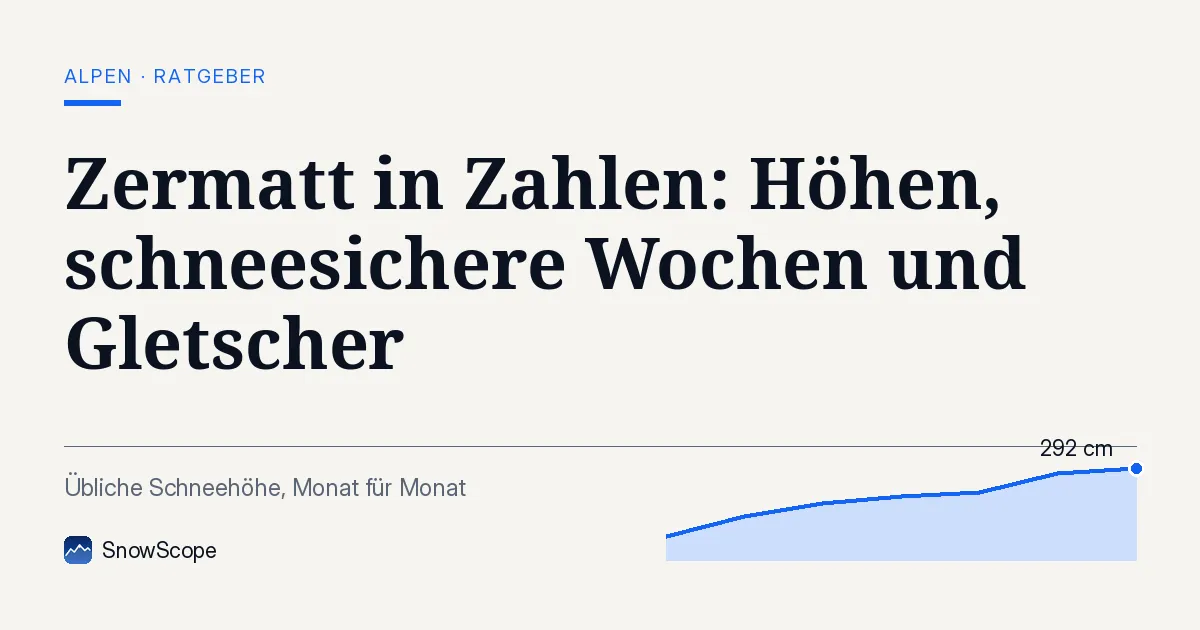 ALPEN · RATGEBER
Zermatt in Zahlen: Höhen,
schneesichere Wochen und
Gletscher
292 cm
Übliche Schneehöhe, Monat für Monat
SnowScope